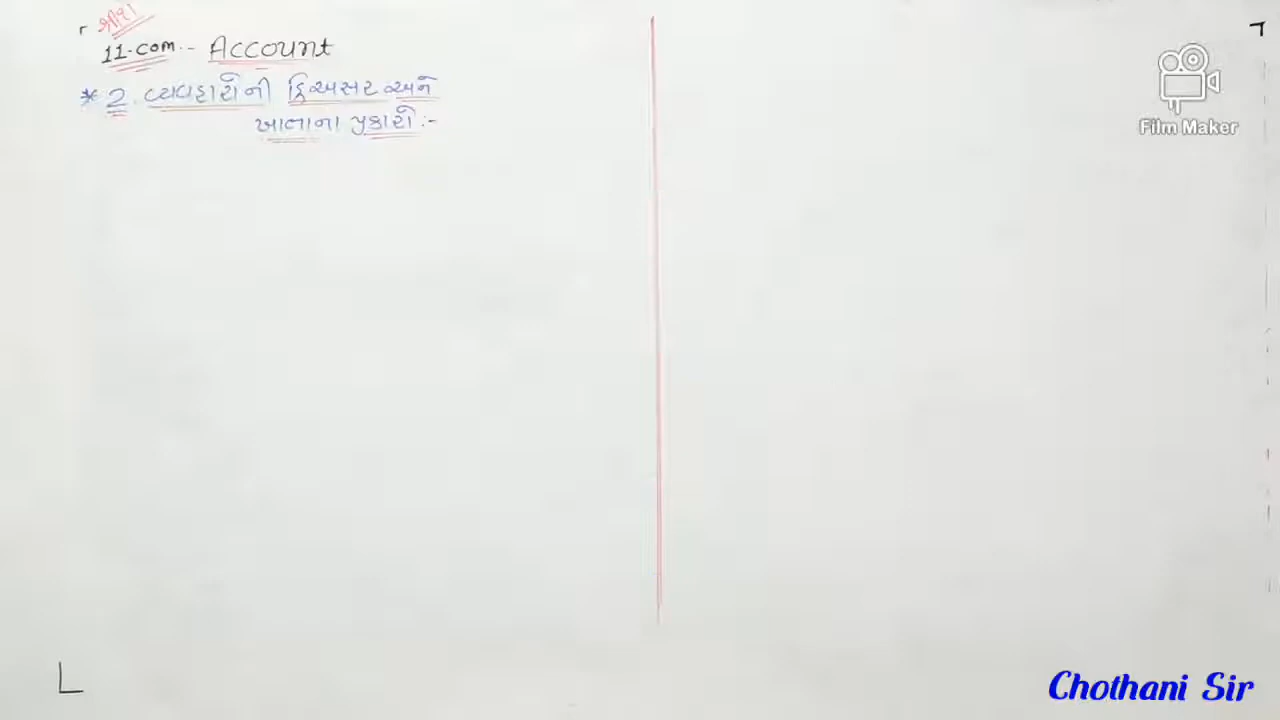 11-com.- Account
* 2. વ્યવહારોની દ્વિઅસર અને
ખાતાના પ્રકારો :-
Film Maker
Chothani Sir